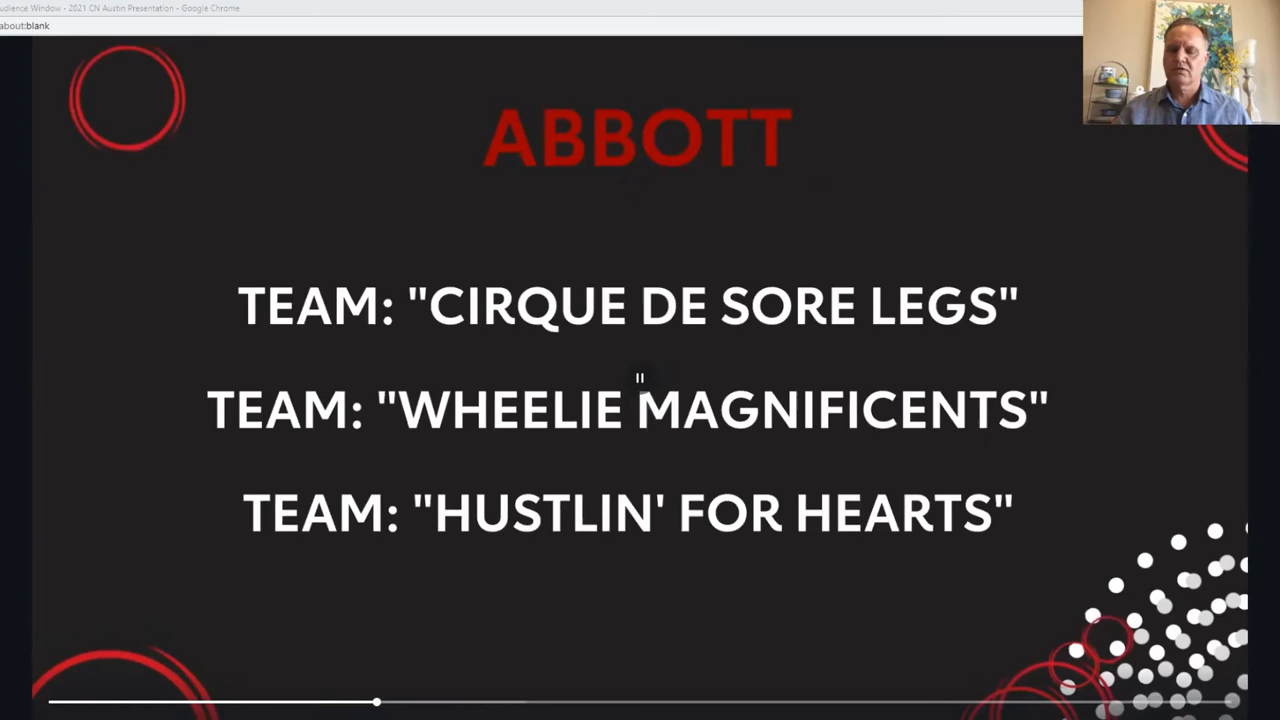 udience Window - 2021 CN Austin Presentation - Google Chrome
about:blank
ABBOTT
TEAM: "CIRQUE DE SORE LEGS"
TEAM: "WHEELIE MAGNIFICENTS"
TEAM: "HUSTLIN' FOR HEARTS"